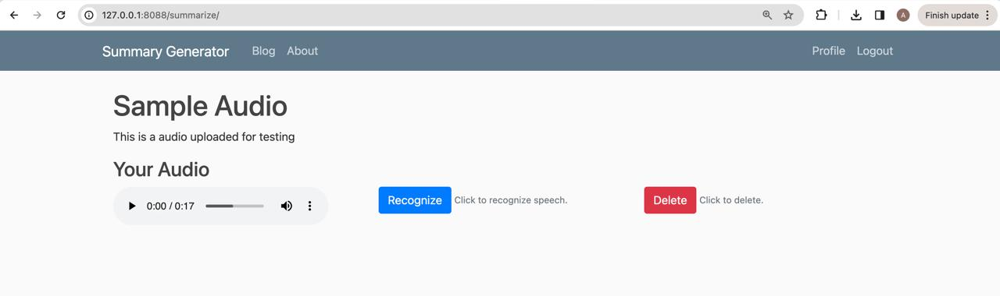 127.0.0.1:8088/summarize/
A
Finish update
Summary Generator Blog About Profile Logout
Sample Audio
This is a audio uploaded for testing
Your Audio
0:00 / 0:17
Recognize Click to recognize speech.
Delete Click to delete.